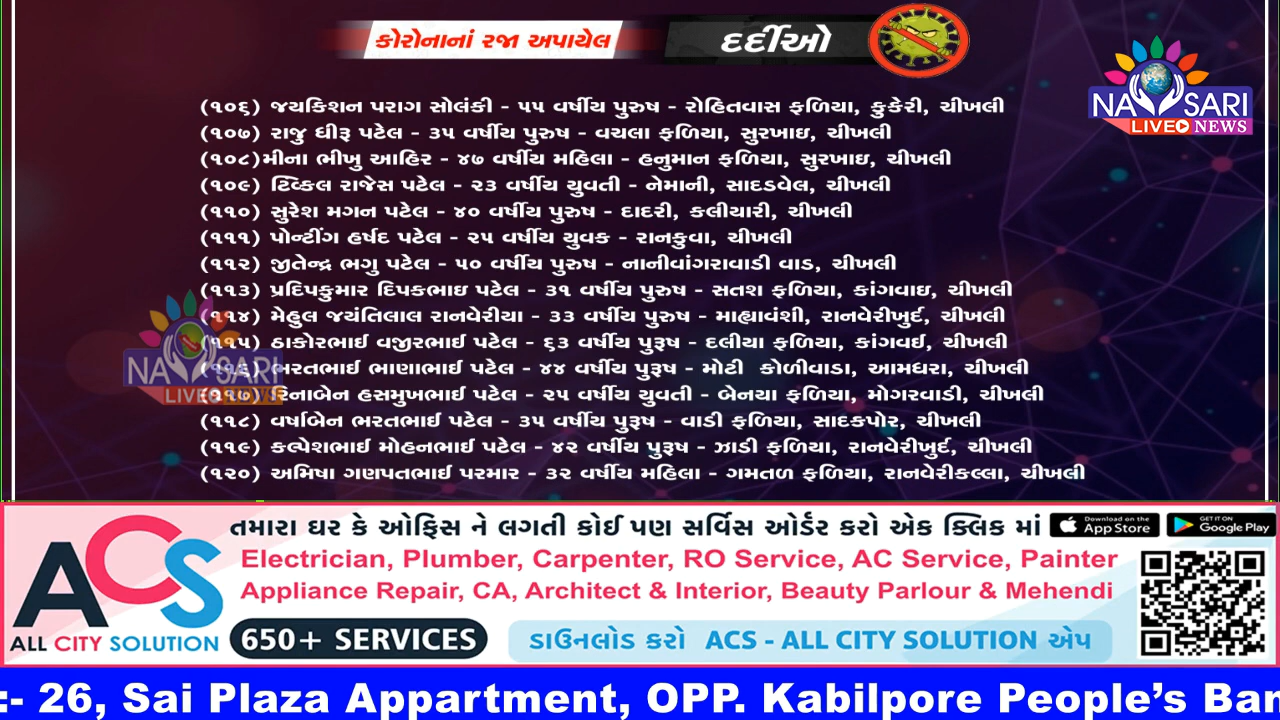 કોરોનાનાં રજા અપાયેલ દર્દીઓ
NAVSARI
LIVE NEWS
(૧૦૬) જયકિશન પરાગ સોલંકી - ૫૫ વર્ષીય પુરુષ - રોહિતવાસ ફળિયા, કુકેરી, ચીખલી
(૧૦૭) રાજુ ધીરૂ પટેલ - ૩૫ વર્ષીય પુરુષ - વચલા ફળિયા, સુરખાઇ, ચીખલી
(૧૦૮)મીના ભીખુ આહિર - ૪૭ વર્ષીય મહિલા - હનુમાન ફળિયા, સુરખાઇ, ચીખલી
(૧૦૯) ટ્વિન્કલ રાજેસ પટેલ - ૨૩ વર્ષીય યુવતી - નેમાની, સાદડવેલ, ચીખલી
(૧૧૦) સુરેશ મગન પટેલ - ૪૦ વર્ષીય પુરુષ - દાદરી, કલીયારી, ચીખલી
(૧૧૧) પોન્ટીંગ હર્ષદ પટેલ - ૨૫ વર્ષીય યુવક - રાનકુવા, ચીખલી
(૧૧૨) જીતેન્દ્ર ભગુ પટેલ - ૫૦ વર્ષીય પુરુષ - નાનીવાંગરાવાડી વાડ, ચીખલી
(૧૧૩) પ્રદિપકુમાર દિપકભાઇ પટેલ - ૩૧ વર્ષીય પુરુષ - સતશ ફળિયા, કાંગવાઇ, ચીખલી
(૧૧૪) મેહુલ જયંતિલાલ રાનવેરીયા - ૩૩ વર્ષીય પુરુષ - માહ્યાવંશી, રાનવેરીખુર્દ, ચીખલી
(૧૧૫) ઠાકોરભાઈ વજીરભાઈ પટેલ - ૬૩ વર્ષીય પુરૂષ - દલીયા ફળિયા, કાંગવઈ, ચીખલી
(૧૧૬) ભરતભાઈ ભાણાભાઈ પટેલ - ૪૪ વર્ષીય પુરૂષ - મોટી કોળીવાડા, આમધરા, ચીખલી
(૧૧૭) રિનાબેન હસમુખભાઈ પટેલ - ૨૫ વર્ષીય યુવતી - બેનયા ફળિયા, મોગરવાડી, ચીખલી
(૧૧૮) વર્ષાબેન ભરતભાઈ પટેલ - ૩૫ વર્ષીય પુરૂષ - વાડી ફળિયા, સાદકપોર, ચીખલી
(૧૧૯) કલ્પેશભાઈ મોહનભાઈ પટેલ - ૪૨ વર્ષીય પુરૂષ - ઝાડી ફળિયા, રાનવેરીખુર્દ, ચીખલી
(૧૨૦) અમિષા ગણપતભાઈ પરમાર - ૩૨ વર્ષીય મહિલા - ગમતળ ફળિયા, રાનવેરીકલ્લા, ચીખલી
NAVSARI
LIVE NEWS
તમારા ઘર કે ઓફિસ ને લગતી કોઈ પણ સર્વિસ ઓર્ડર કરો એક ક્લિક માં
Download on the App Store
GET IT ON Google Play
ACS
ALL CITY SOLUTION
Electrician, Plumber, Carpenter, RO Service, AC Service, Painter
Appliance Repair, CA, Architect & Interior, Beauty Parlour & Mehendi
650+ SERVICES
ડાઉનલોડ કરો ACS - ALL CITY SOLUTION એપ
:- 26, Sai Plaza Appartment, OPP. Kabilpore People’s Ban